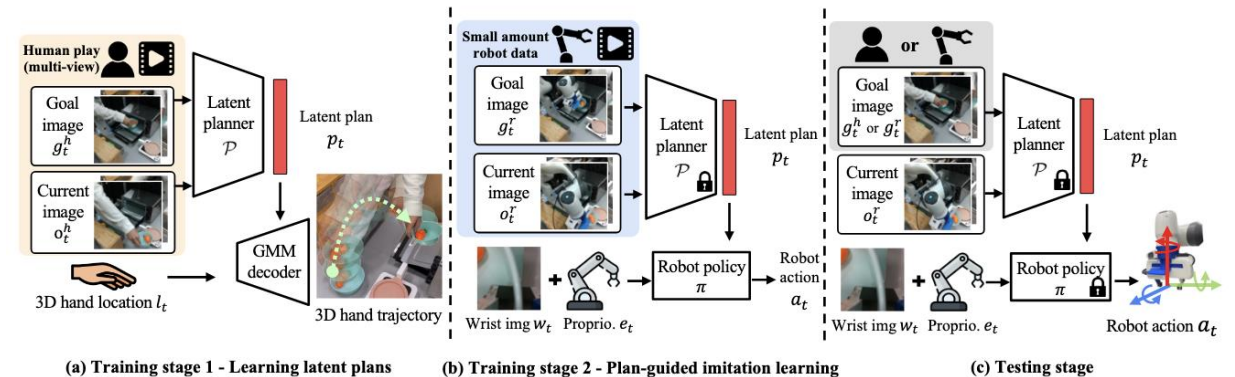 Human play
(multi-view)
Goal
image
g_t^h
Current
image
o_t^h
Latent
planner
𝒫
Latent plan
p_t
GMM
decoder
3D hand location l_t
3D hand trajectory
(a) Training stage 1 - Learning latent plans
Small amount
robot data
Goal
image
g_t^r
Current
image
o_t^r
Latent
planner
𝒫
Latent plan
p_t
Robot policy
π
Robot
action
a_t
+
Wrist img w_t
Proprio. e_t
(b) Training stage 2 - Plan-guided imitation learning
or
Goal
image
g_t^h or g_t^r
Current
image
o_t^r
Latent
planner
𝒫
Latent plan
p_t
Robot policy
π
+
Wrist img w_t
Proprio. e_t
Robot action a_t
(c) Testing stage